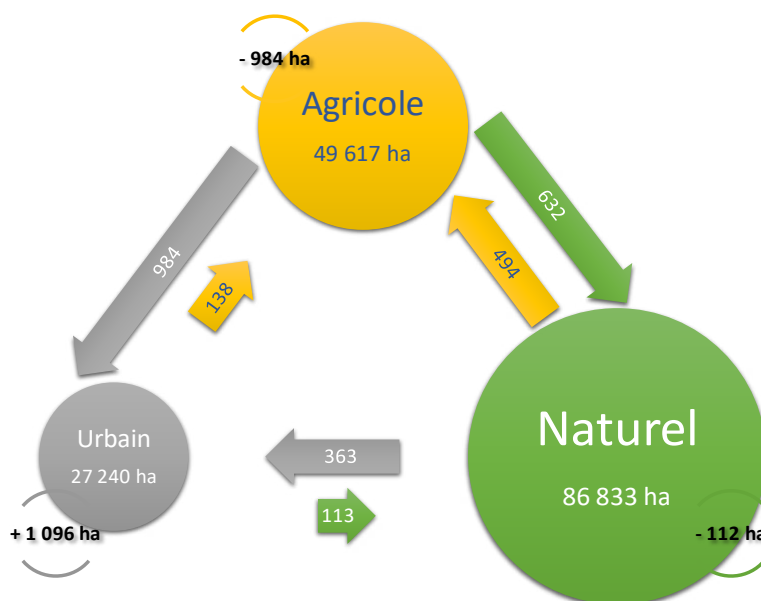 - 984 ha
Agricole
49 617 ha
984
138
632
494
Urbain
27 240 ha
+ 1 096 ha
363
113
Naturel
86 833 ha
- 112 ha